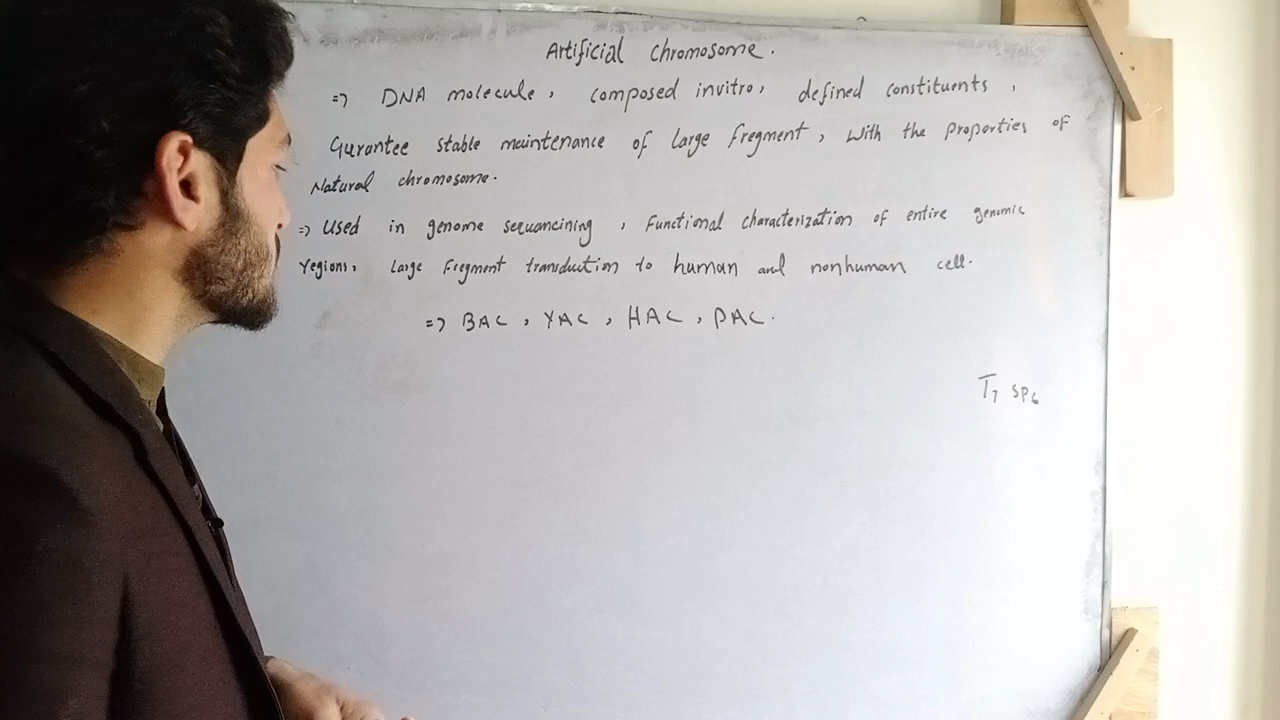 Artificial chromosome.
=> DNA molecule, composed invitro, defined constituents,
Gurantee stable maintenance of large fregment, with the properties of
Natural chromosome.
=> Used in genome sequancining, Functional characterization of entire genomic
regions, large fregment transduction to human and nonhuman cell.
=> BAC, YAC, HAC, PAC.
T7 SP6